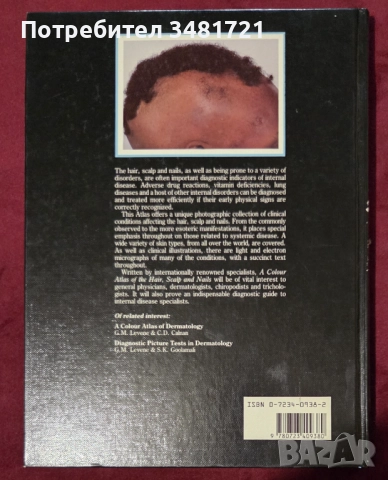 Потребител 3481721
The hair, scalp and nails, as well as being prone to a variety of
disorders, are often important diagnostic indicators of internal
disease. Adverse drug reactions, vitamin deficiencies, lung
diseases and a host of other internal disorders can be diagnosed
and treated more efficiently if their early physical signs are
correctly recognized.
This Atlas offers a unique photographic collection of clinical
conditions affecting the hair, scalp and nails. From the commonly
observed to the more esoteric manifestations, it places special
emphasis throughout on those related to systemic disease. A
wide variety of skin types, from all over the world, are covered.
As well as clinical illustrations, there are light and electron
micrographs of many of the conditions, with a succinct text
throughout.
Written by internationally renowned specialists, A Colour
Atlas of the Hair, Scalp and Nails will be of vital interest to
general physicians, dermatologists, chiropodists and tricholo-
gists. It will also prove an indispensable diagnostic guide to
internal disease specialists.
Of related interest:
A Colour Atlas of Dermatology
G.M. Levene & C.D. Calnan
Diagnostic Picture Tests in Dermatology
G.M. Levene & S.K. Goolamali
ISBN 0-7234-0938-2
9 780723 409380
BAZAR